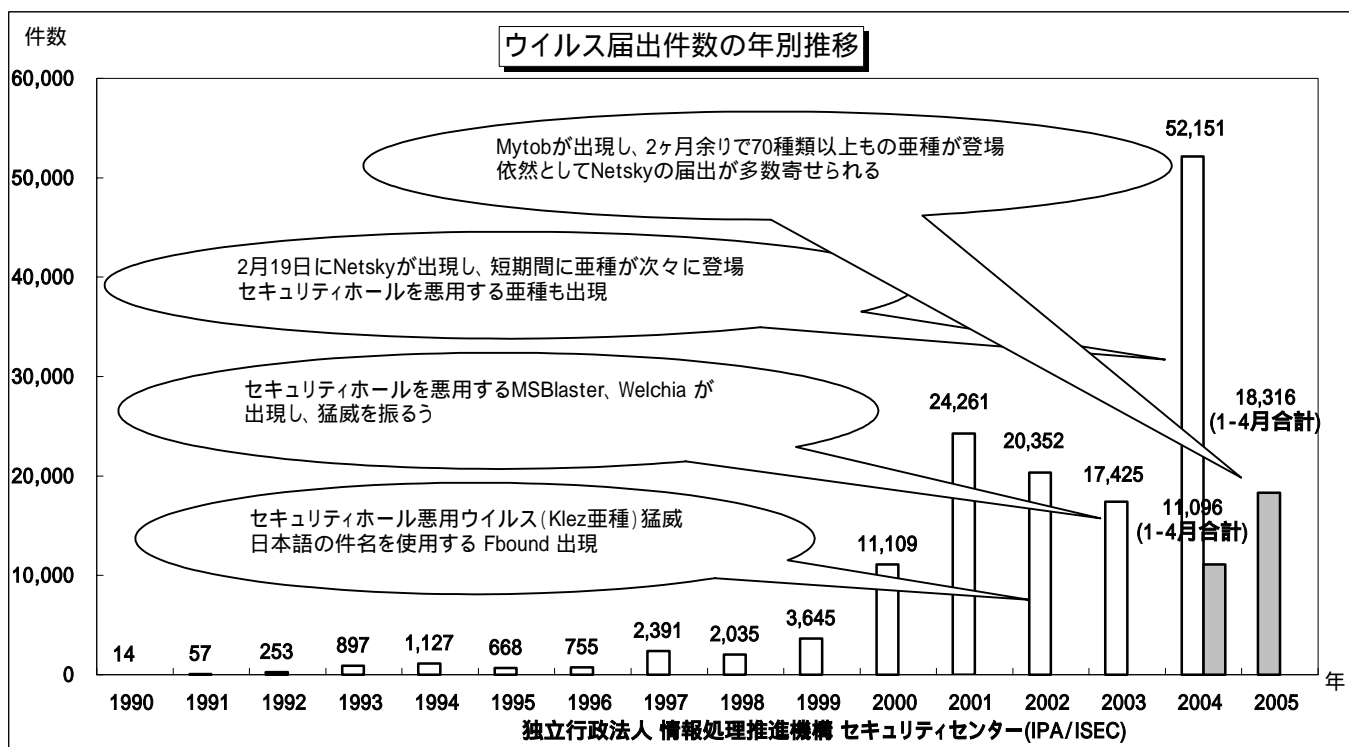 件数
ウイルス届出件数の年別推移
60,000
50,000
40,000
30,000
20,000
10,000
0
Mytobが出現し、2ヶ月余りで70種類以上もの亜種が登場
依然としてNetskyの届出が多数寄せられる
2月19日にNetskyが出現し、短期間に亜種が次々に登場
セキュリティホールを悪用する亜種も出現
セキュリティホールを悪用するMSBlaster、Welchia が
出現し、猛威を振るう
セキュリティホール悪用ウイルス(Klez亜種)猛威
日本語の件名を使用する Fbound 出現
14
57
253
897
1,127
668
755
2,391
2,035
3,645
11,109
24,261
20,352
17,425
52,151
11,096
(1-4月合計)
18,316
(1-4月合計)
1990 1991 1992 1993 1994 1995 1996 1997 1998 1999 2000 2001 2002 2003 2004 2005 年
独立行政法人 情報処理推進機構 セキュリティセンター(IPA/ISEC)